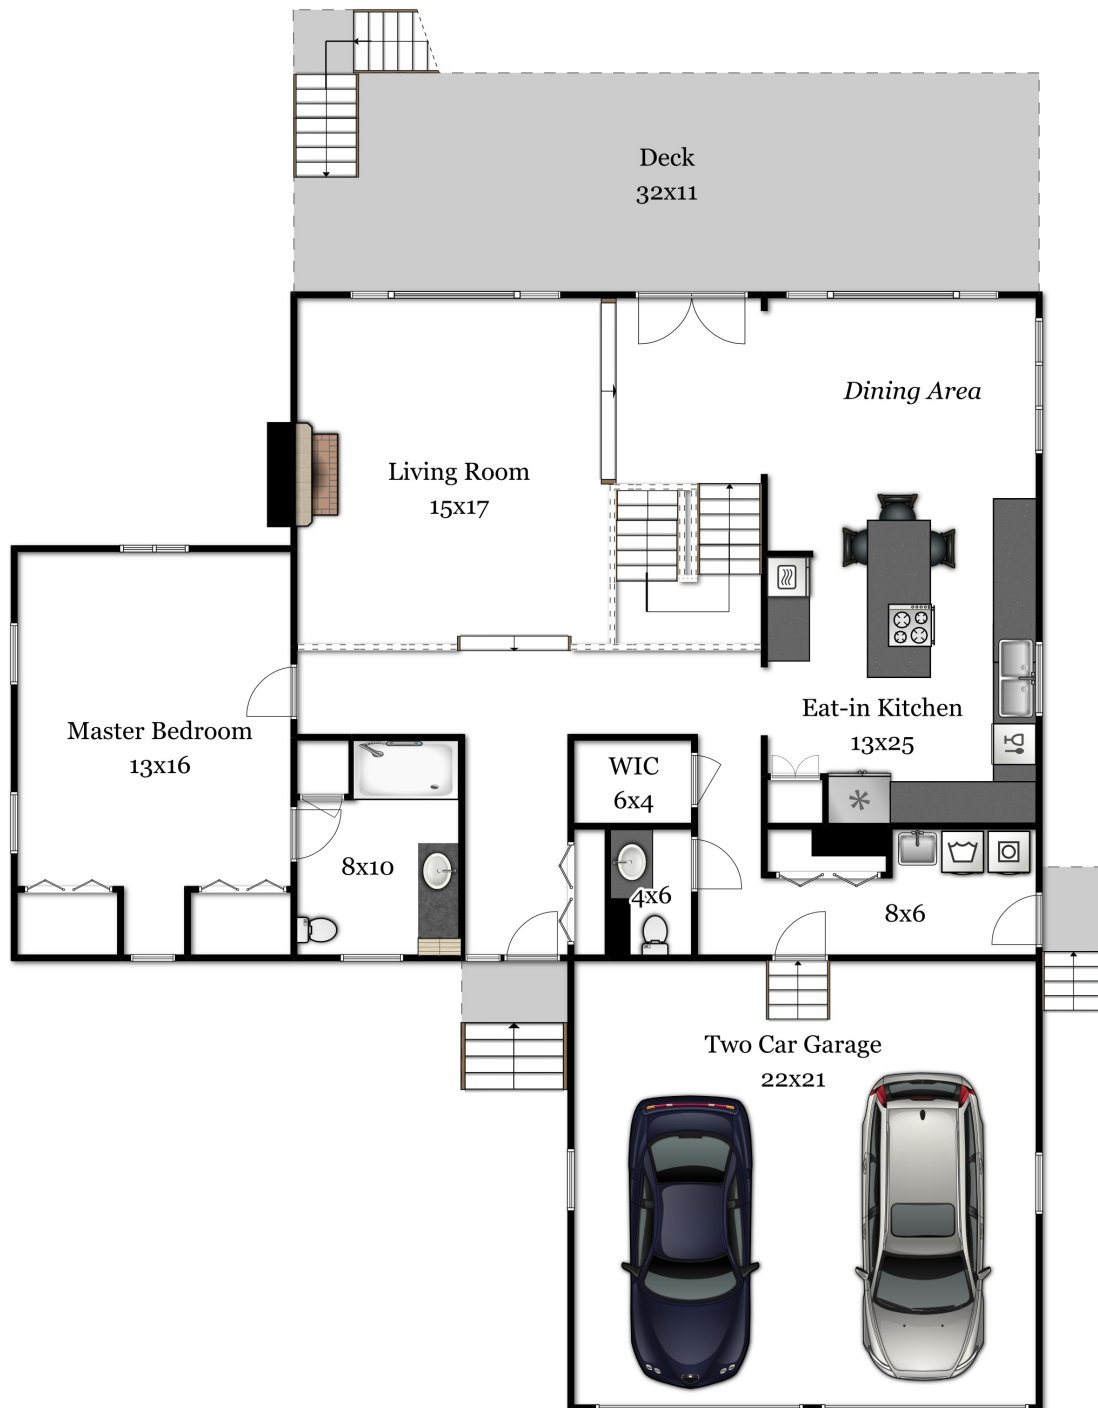 Deck
32x11
Dining Area
Living Room
15x17
Master Bedroom
13x16
Eat-in Kitchen
13x25
WIC
6x4
8x10
4x6
8x6
Two Car Garage
22x21